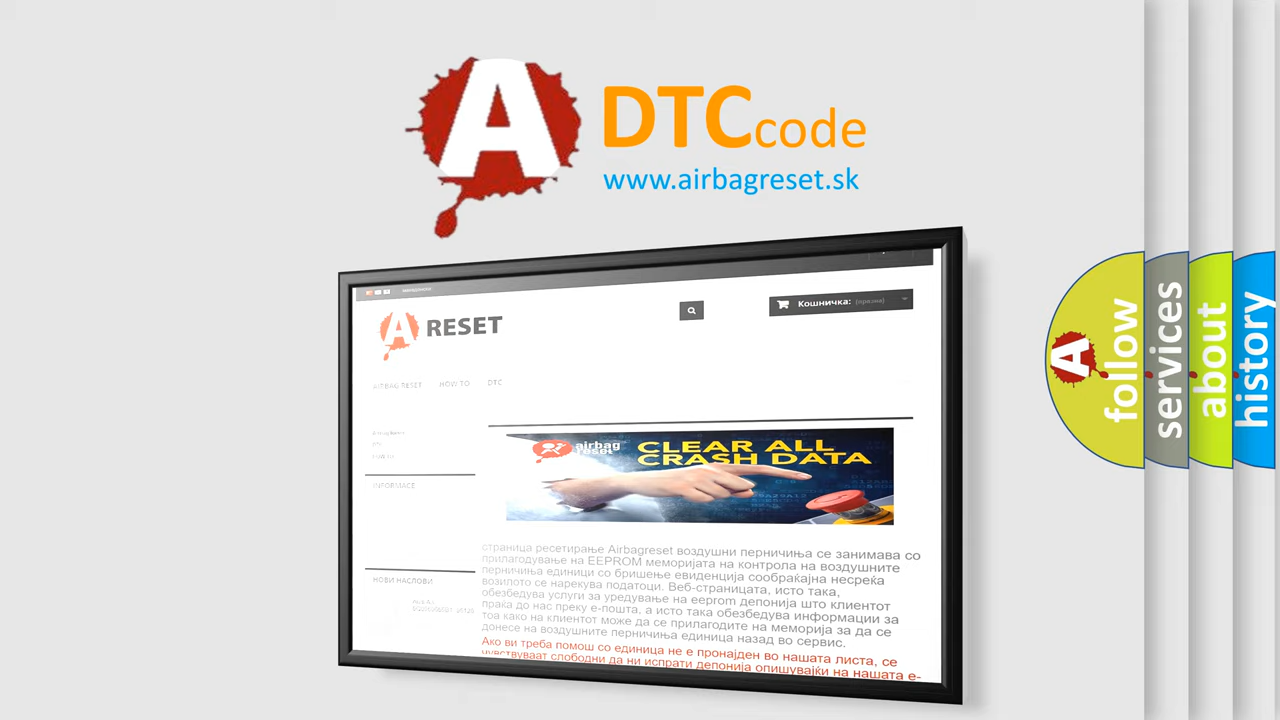 A
DTC code
www.airbagreset.sk
Кошничка: (празна)
A RESET
AIRBAG RESET HOW TO DTC
airbag
reset
CLEAR ALL
CRASH DATA
INFORMACE
НОВИ НАСЛОВИ
страница ресетирање Airbagreset воздушни перничиња се занимава со
прилагодување на EEPROM меморијата на контрола на воздушните
перничиња единици со бришење евиденција сообраќајна несреќа
возилото се нарекува податоци. Веб-страницата, исто така,
обезбедува услуги за уредување на eeprom депонија што клиентот
праќа до нас преку е-пошта, а исто така обезбедува информации за
тоа како на клиентот може да се прилагодите на меморија за да се
донесе на воздушните перничиња единица назад во сервис.
Ако ви треба помош со единица не е пронајден во нашата листа, се
чувствуваат слободни да ни испрати депонија опишувајќи на нашата е-
A
follow
services
about
history